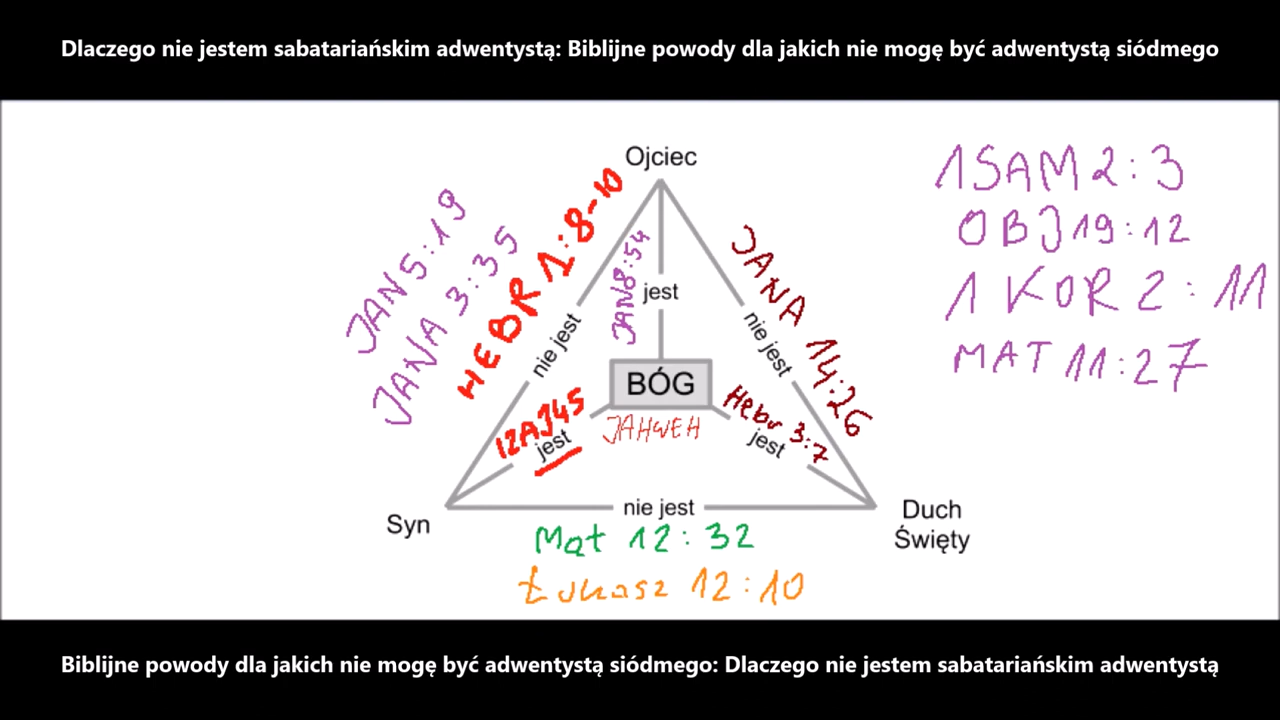 Dlaczego nie jestem sabatariańskim adwentystą: Biblijne powody dla jakich nie mogę być adwentystą siódmego
Ojciec
1SAM 2:3
OBJ 19:12
1 KOR 2:11
MAT 11:27
JAN 5:19
JANA 3:35
HEBR 1:8-10
nie jest
JAN 8:54
jest
JANA 14:26
nie jest
BÓG
JAHWEH
IZAJ45
jest
Hebr 3:7
jest
Syn
nie jest
Duch
Święty
Mat 12:32
Łukasz 12:10
Biblijne powody dla jakich nie mogę być adwentystą siódmego: Dlaczego nie jestem sabatariańskim adwentystą